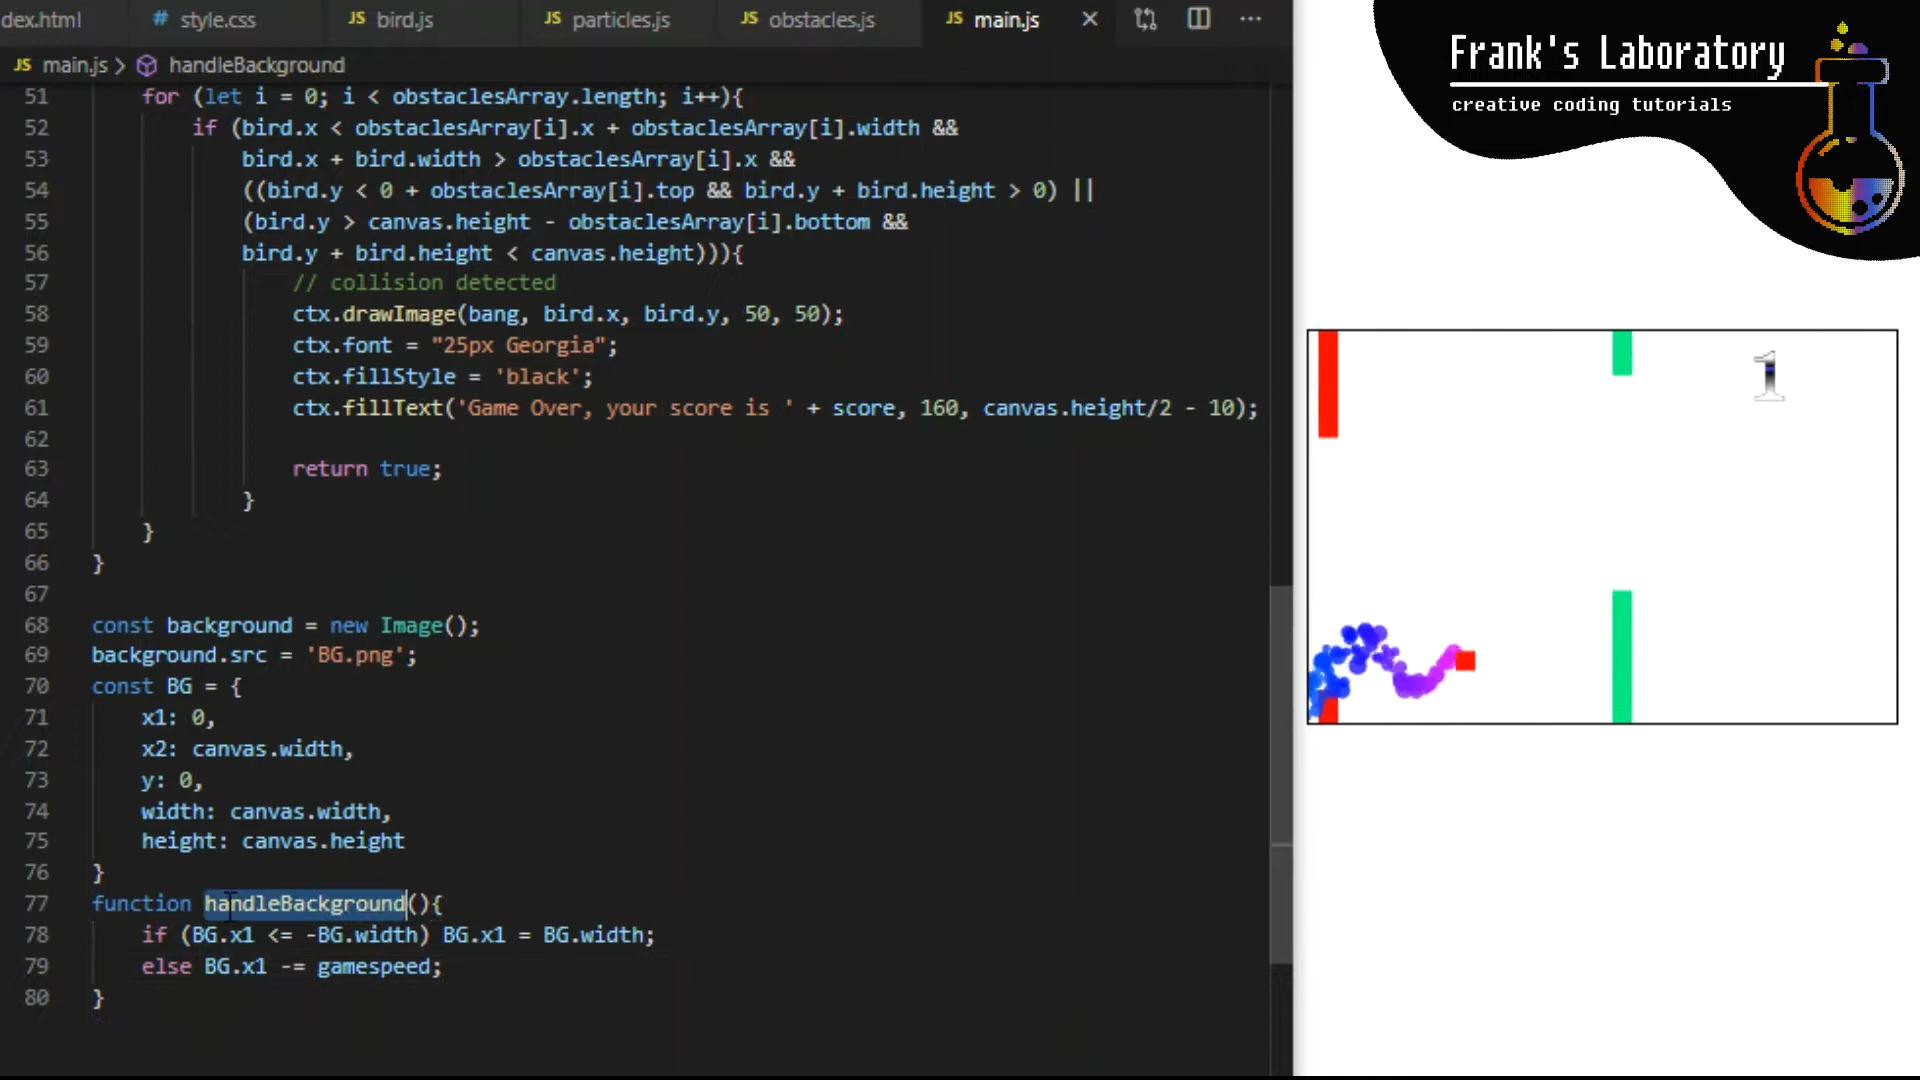 dex.html
# style.css
JS bird.js
JS particles.js
JS obstacles.js
JS main.js
JS main.js > handleBackground
51 for (let i = 0; i < obstaclesArray.length; i++){
52 if (bird.x < obstaclesArray[i].x + obstaclesArray[i].width &&
53 bird.x + bird.width > obstaclesArray[i].x &&
54 ((bird.y < 0 + obstaclesArray[i].top && bird.y + bird.height > 0) ||
55 (bird.y > canvas.height - obstaclesArray[i].bottom &&
56 bird.y + bird.height < canvas.height))){
57 // collision detected
58 ctx.drawImage(bang, bird.x, bird.y, 50, 50);
59 ctx.font = "25px Georgia";
60 ctx.fillStyle = 'black';
61 ctx.fillText('Game Over, your score is ' + score, 160, canvas.height/2 - 10);
62
63 return true;
64 }
65 }
66 }
67
68 const background = new Image();
69 background.src = 'BG.png';
70 const BG = {
71 x1: 0,
72 x2: canvas.width,
73 y: 0,
74 width: canvas.width,
75 height: canvas.height
76 }
77 function handleBackground(){
78 if (BG.x1 <= -BG.width) BG.x1 = BG.width;
79 else BG.x1 -= gamespeed;
80 }
Frank's Laboratory
creative coding tutorials
1